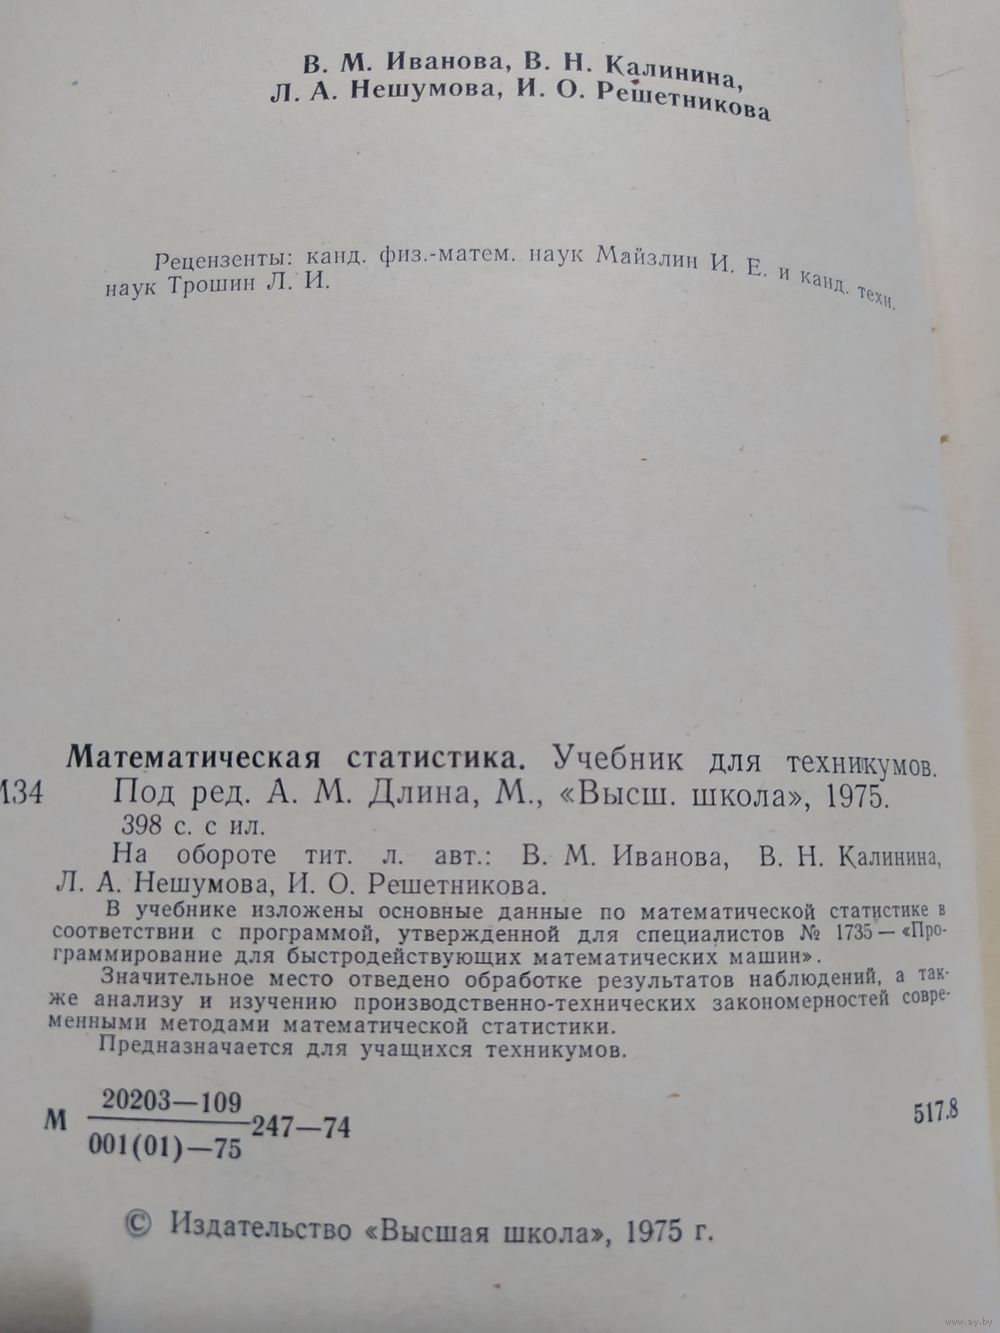 В. М. Иванова, В. Н. Калинина,
Л. А. Нешумова, И. О. Решетникова
Рецензенты: канд. физ.-матем. наук Майзлин И. Е. и канд. техн.
наук Трошин Л. И.
Математическая статистика. Учебник для техникумов.
М34 Под ред. А. М. Длина, М., «Высш. школа», 1975.
398 с. с ил.
На обороте тит. л. авт.: В. М. Иванова, В. Н. Калинина,
Л. А. Нешумова, И. О. Решетникова.
В учебнике изложены основные данные по математической статистике в
соответствии с программой, утвержденной для специалистов № 1735 — «Про-
граммирование для быстродействующих математических машин».
Значительное место отведено обработке результатов наблюдений, а так-
же анализу и изучению производственно-технических закономерностей совре-
менными методами математической статистики.
Предназначается для учащихся техникумов.
20203—109
М 247—74
001(01)—75
517.8
© Издательство «Высшая школа», 1975 г.
www.ay.by